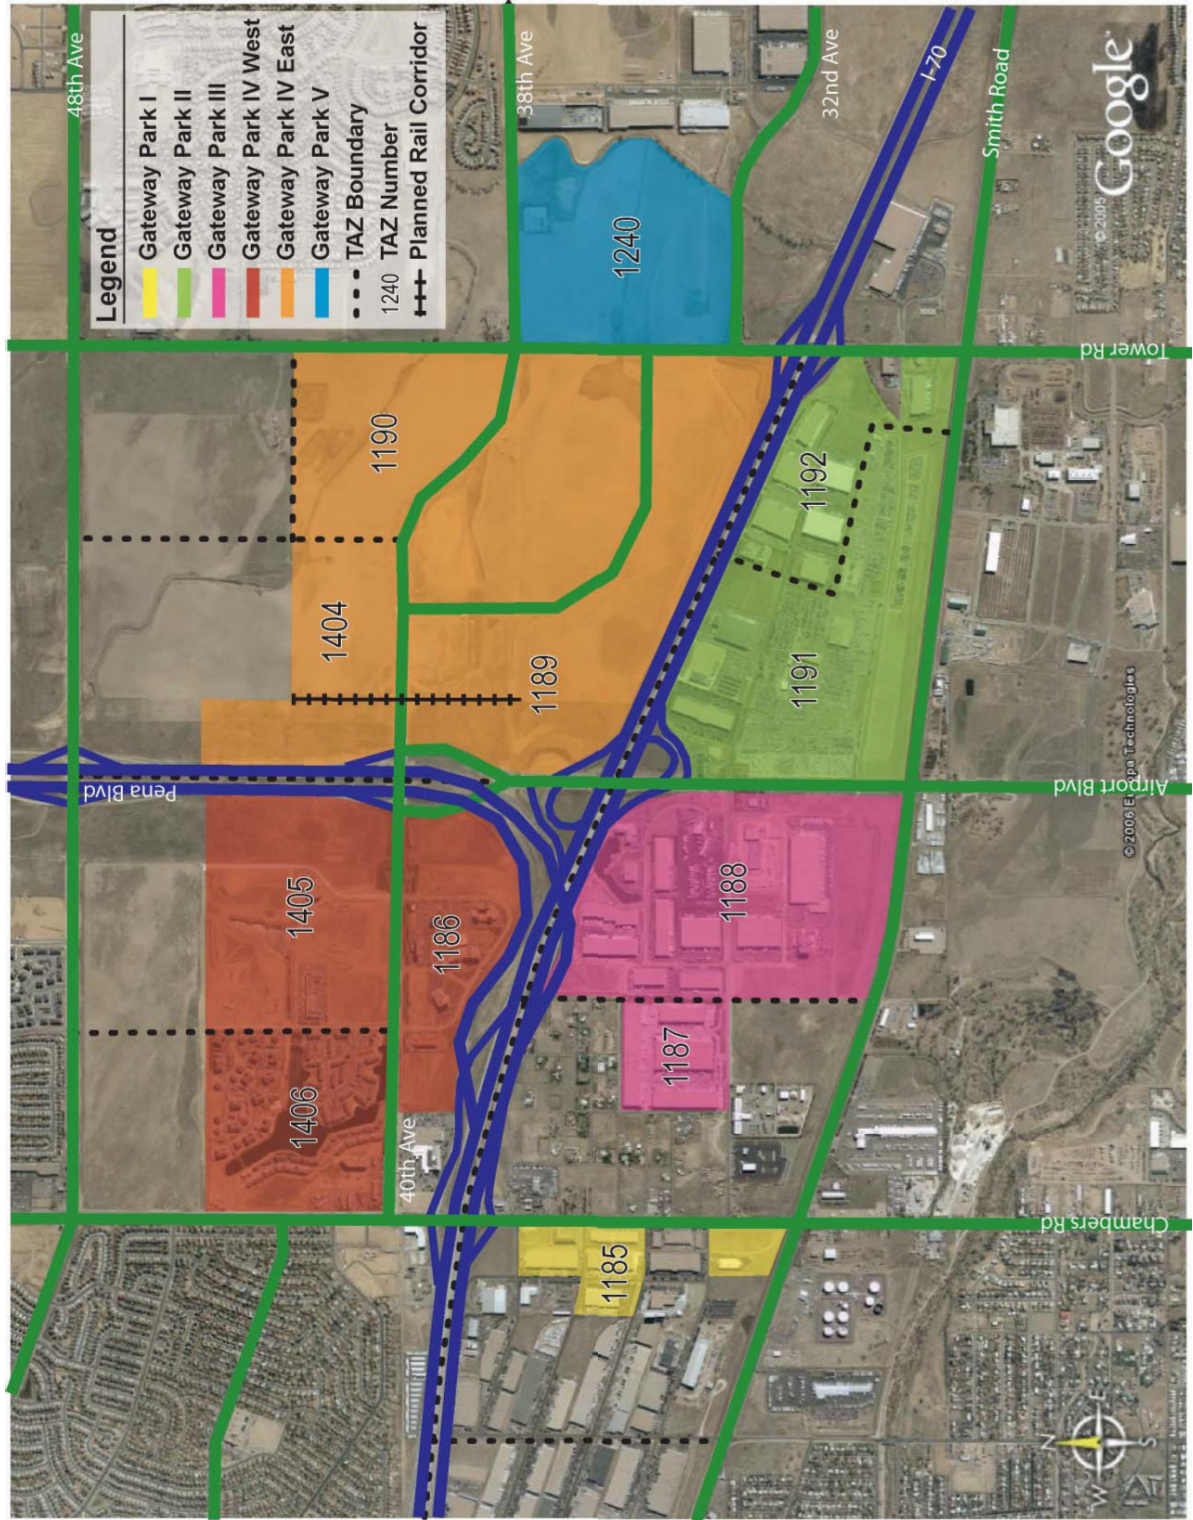 48th Ave
38th Ave
32nd Ave
I-70
Smith Road
Legend
Gateway Park I
Gateway Park II
Gateway Park III
Gateway Park IV West
Gateway Park IV East
Gateway Park V
TAZ Boundary
1240 TAZ Number
Planned Rail Corridor
© 2005 Google™
Tower Rd
1240
1190
1404
1189
1192
1191
Pena Blvd
Airport Blvd
© 2006 Europa Technologies
1405
1186
1188
1406
1187
40th Ave
Chambers Rd
1185
N
W
E
S